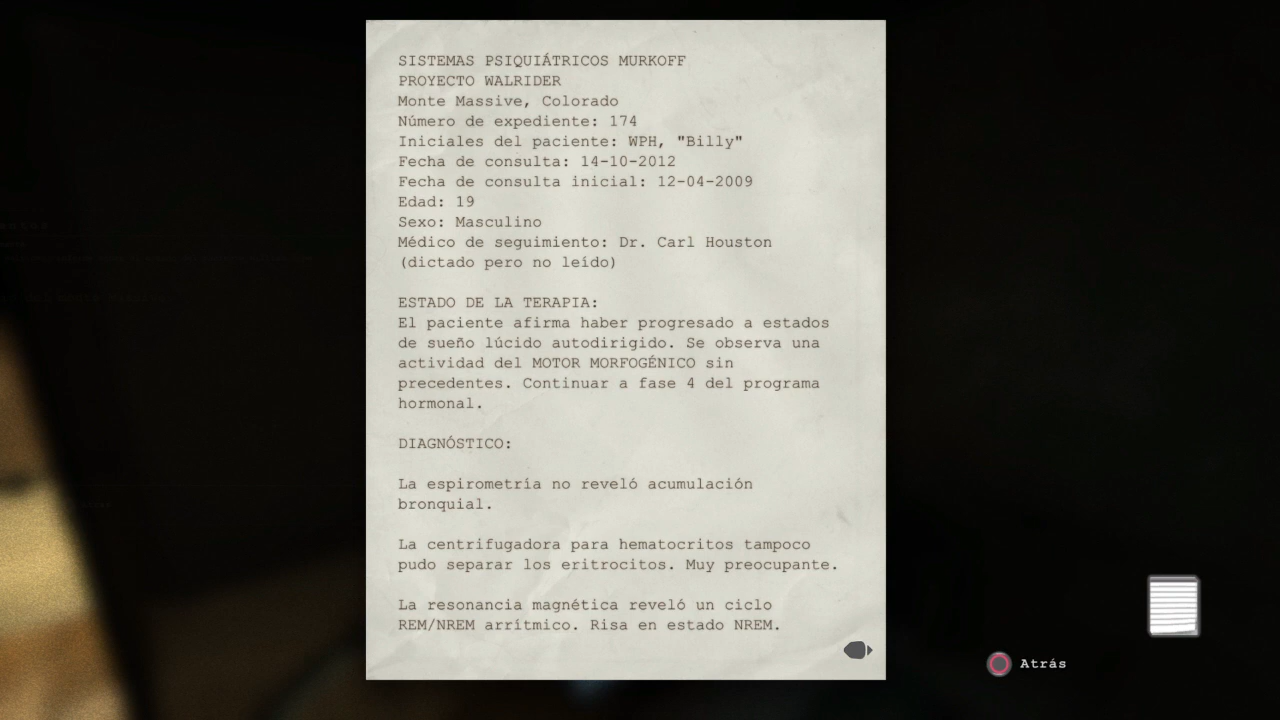 SISTEMAS PSIQUIÁTRICOS MURKOFF
PROYECTO WALRIDER
Monte Massive, Colorado
Número de expediente: 174
Iniciales del paciente: WPH, "Billy"
Fecha de consulta: 14-10-2012
Fecha de consulta inicial: 12-04-2009
Edad: 19
Sexo: Masculino
Médico de seguimiento: Dr. Carl Houston
(dictado pero no leído)
ESTADO DE LA TERAPIA:
El paciente afirma haber progresado a estados
de sueño lúcido autodirigido. Se observa una
actividad del MOTOR MORFOGÉNICO sin
precedentes. Continuar a fase 4 del programa
hormonal.
DIAGNÓSTICO:
La espirometría no reveló acumulación
bronquial.
La centrifugadora para hematocritos tampoco
pudo separar los eritrocitos. Muy preocupante.
La resonancia magnética reveló un ciclo
REM/NREM arrítmico. Risa en estado NREM.
Atrás